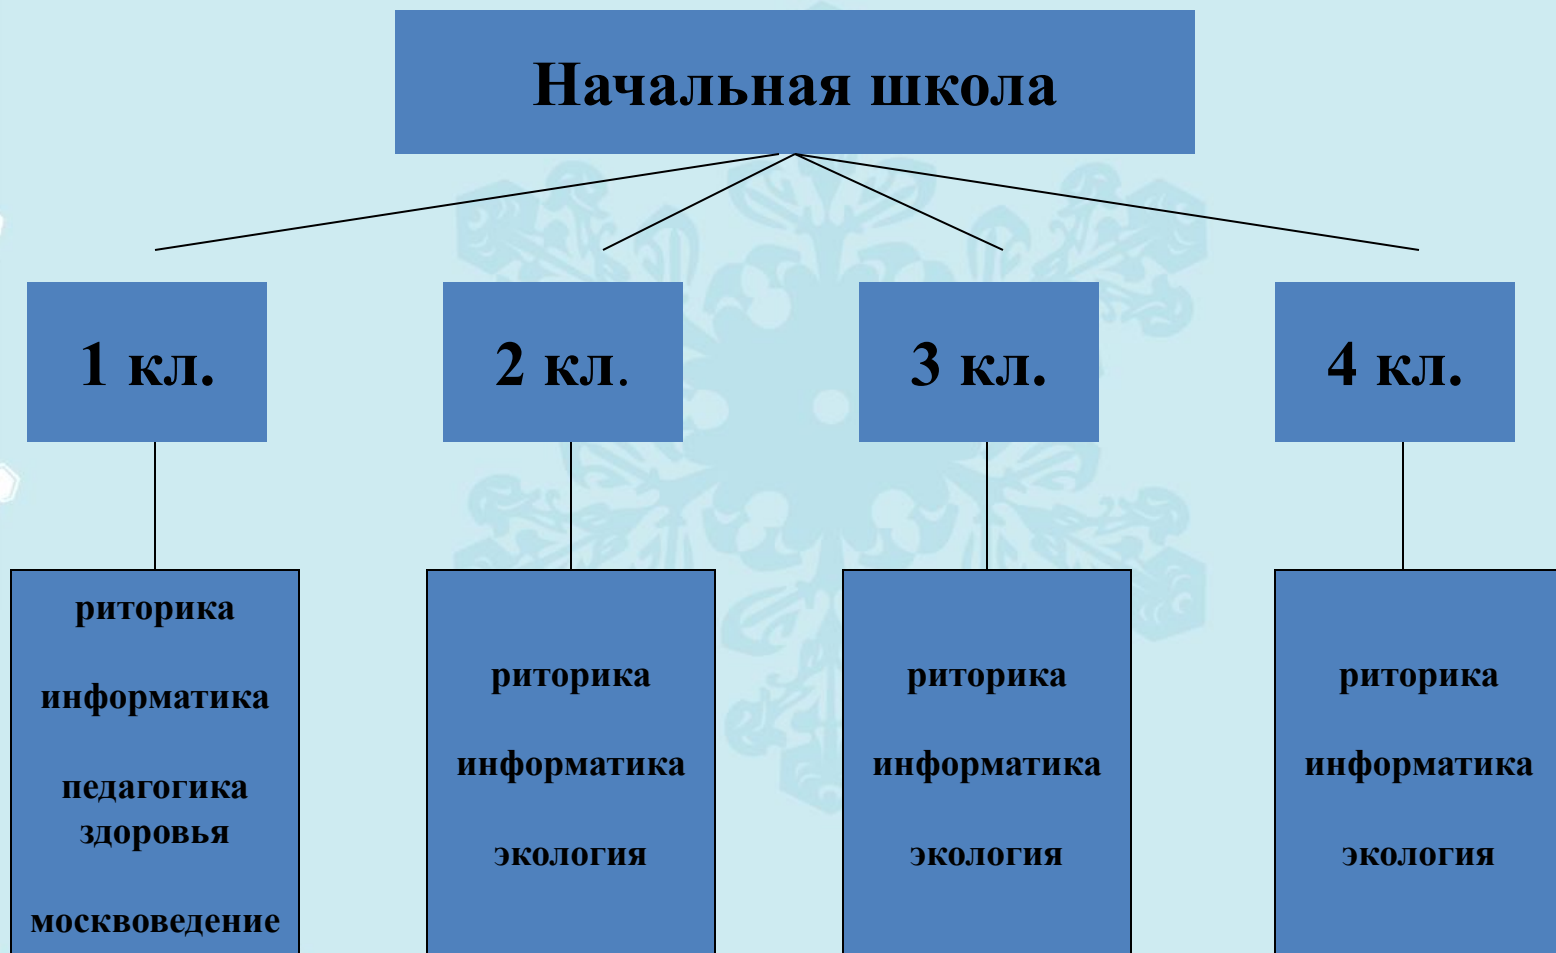 Начальная школа
1 кл.
2 кл.
3 кл.
4 кл.
риторика
информатика
педагогика
здоровья
москвоведение
риторика
информатика
экология
риторика
информатика
экология
риторика
информатика
экология